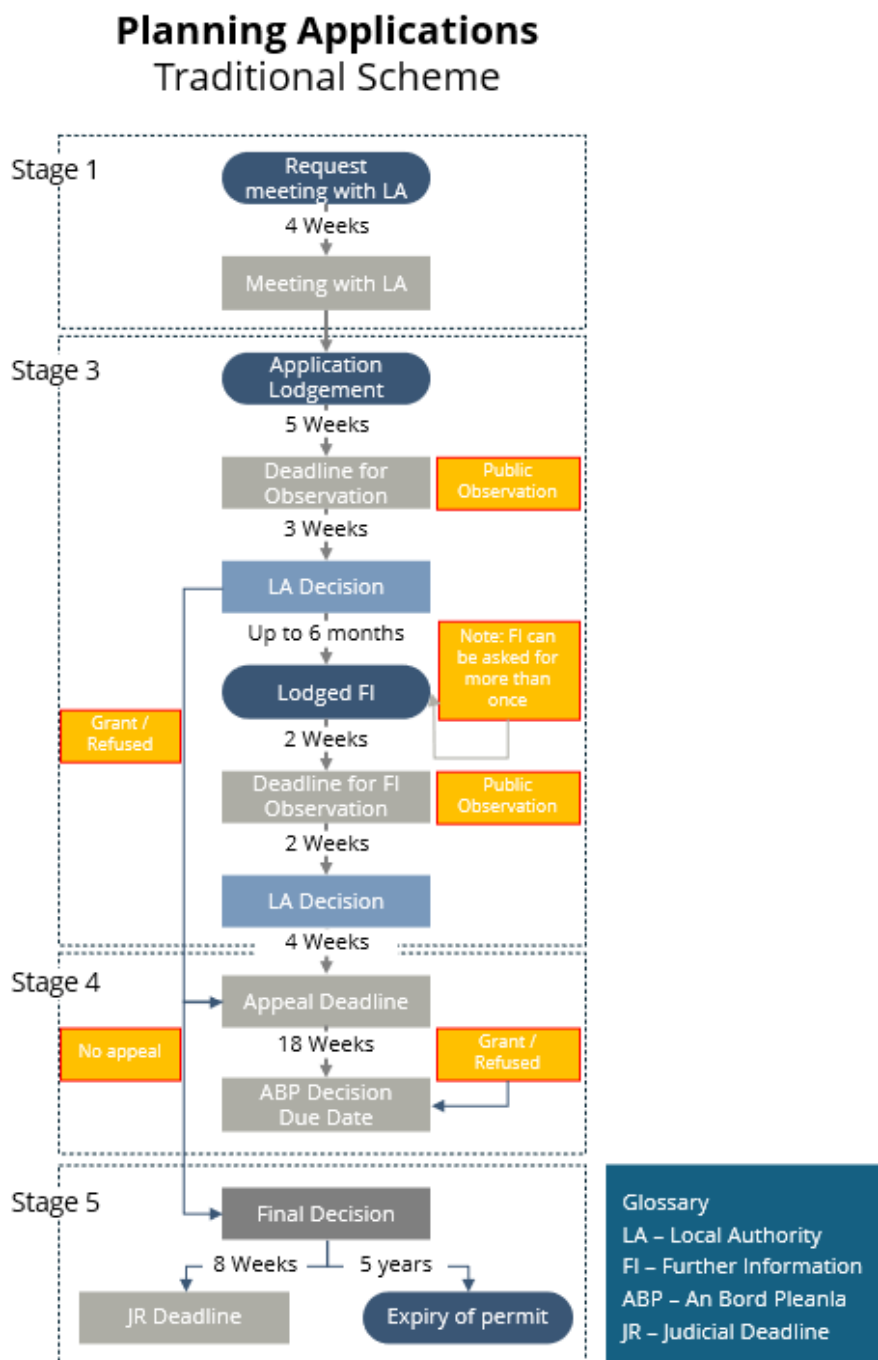 Planning Applications
Traditional Scheme
Stage 1
Request
meeting with LA
4 Weeks
Meeting with LA
Stage 3
Application
Lodgement
5 Weeks
Deadline for
Observation
Public
Observation
3 Weeks
LA Decision
Up to 6 months
Note: FI can
be asked for
more than
once
Lodged FI
Grant /
Refused
2 Weeks
Deadline for FI
Observation
Public
Observation
2 Weeks
LA Decision
4 Weeks
Stage 4
Appeal Deadline
No appeal
18 Weeks
Grant /
Refused
ABP Decision
Due Date
Stage 5
Final Decision
8 Weeks
5 years
JR Deadline
Expiry of permit
Glossary
LA – Local Authority
FI – Further Information
ABP – An Bord Pleanla
JR – Judicial Deadline